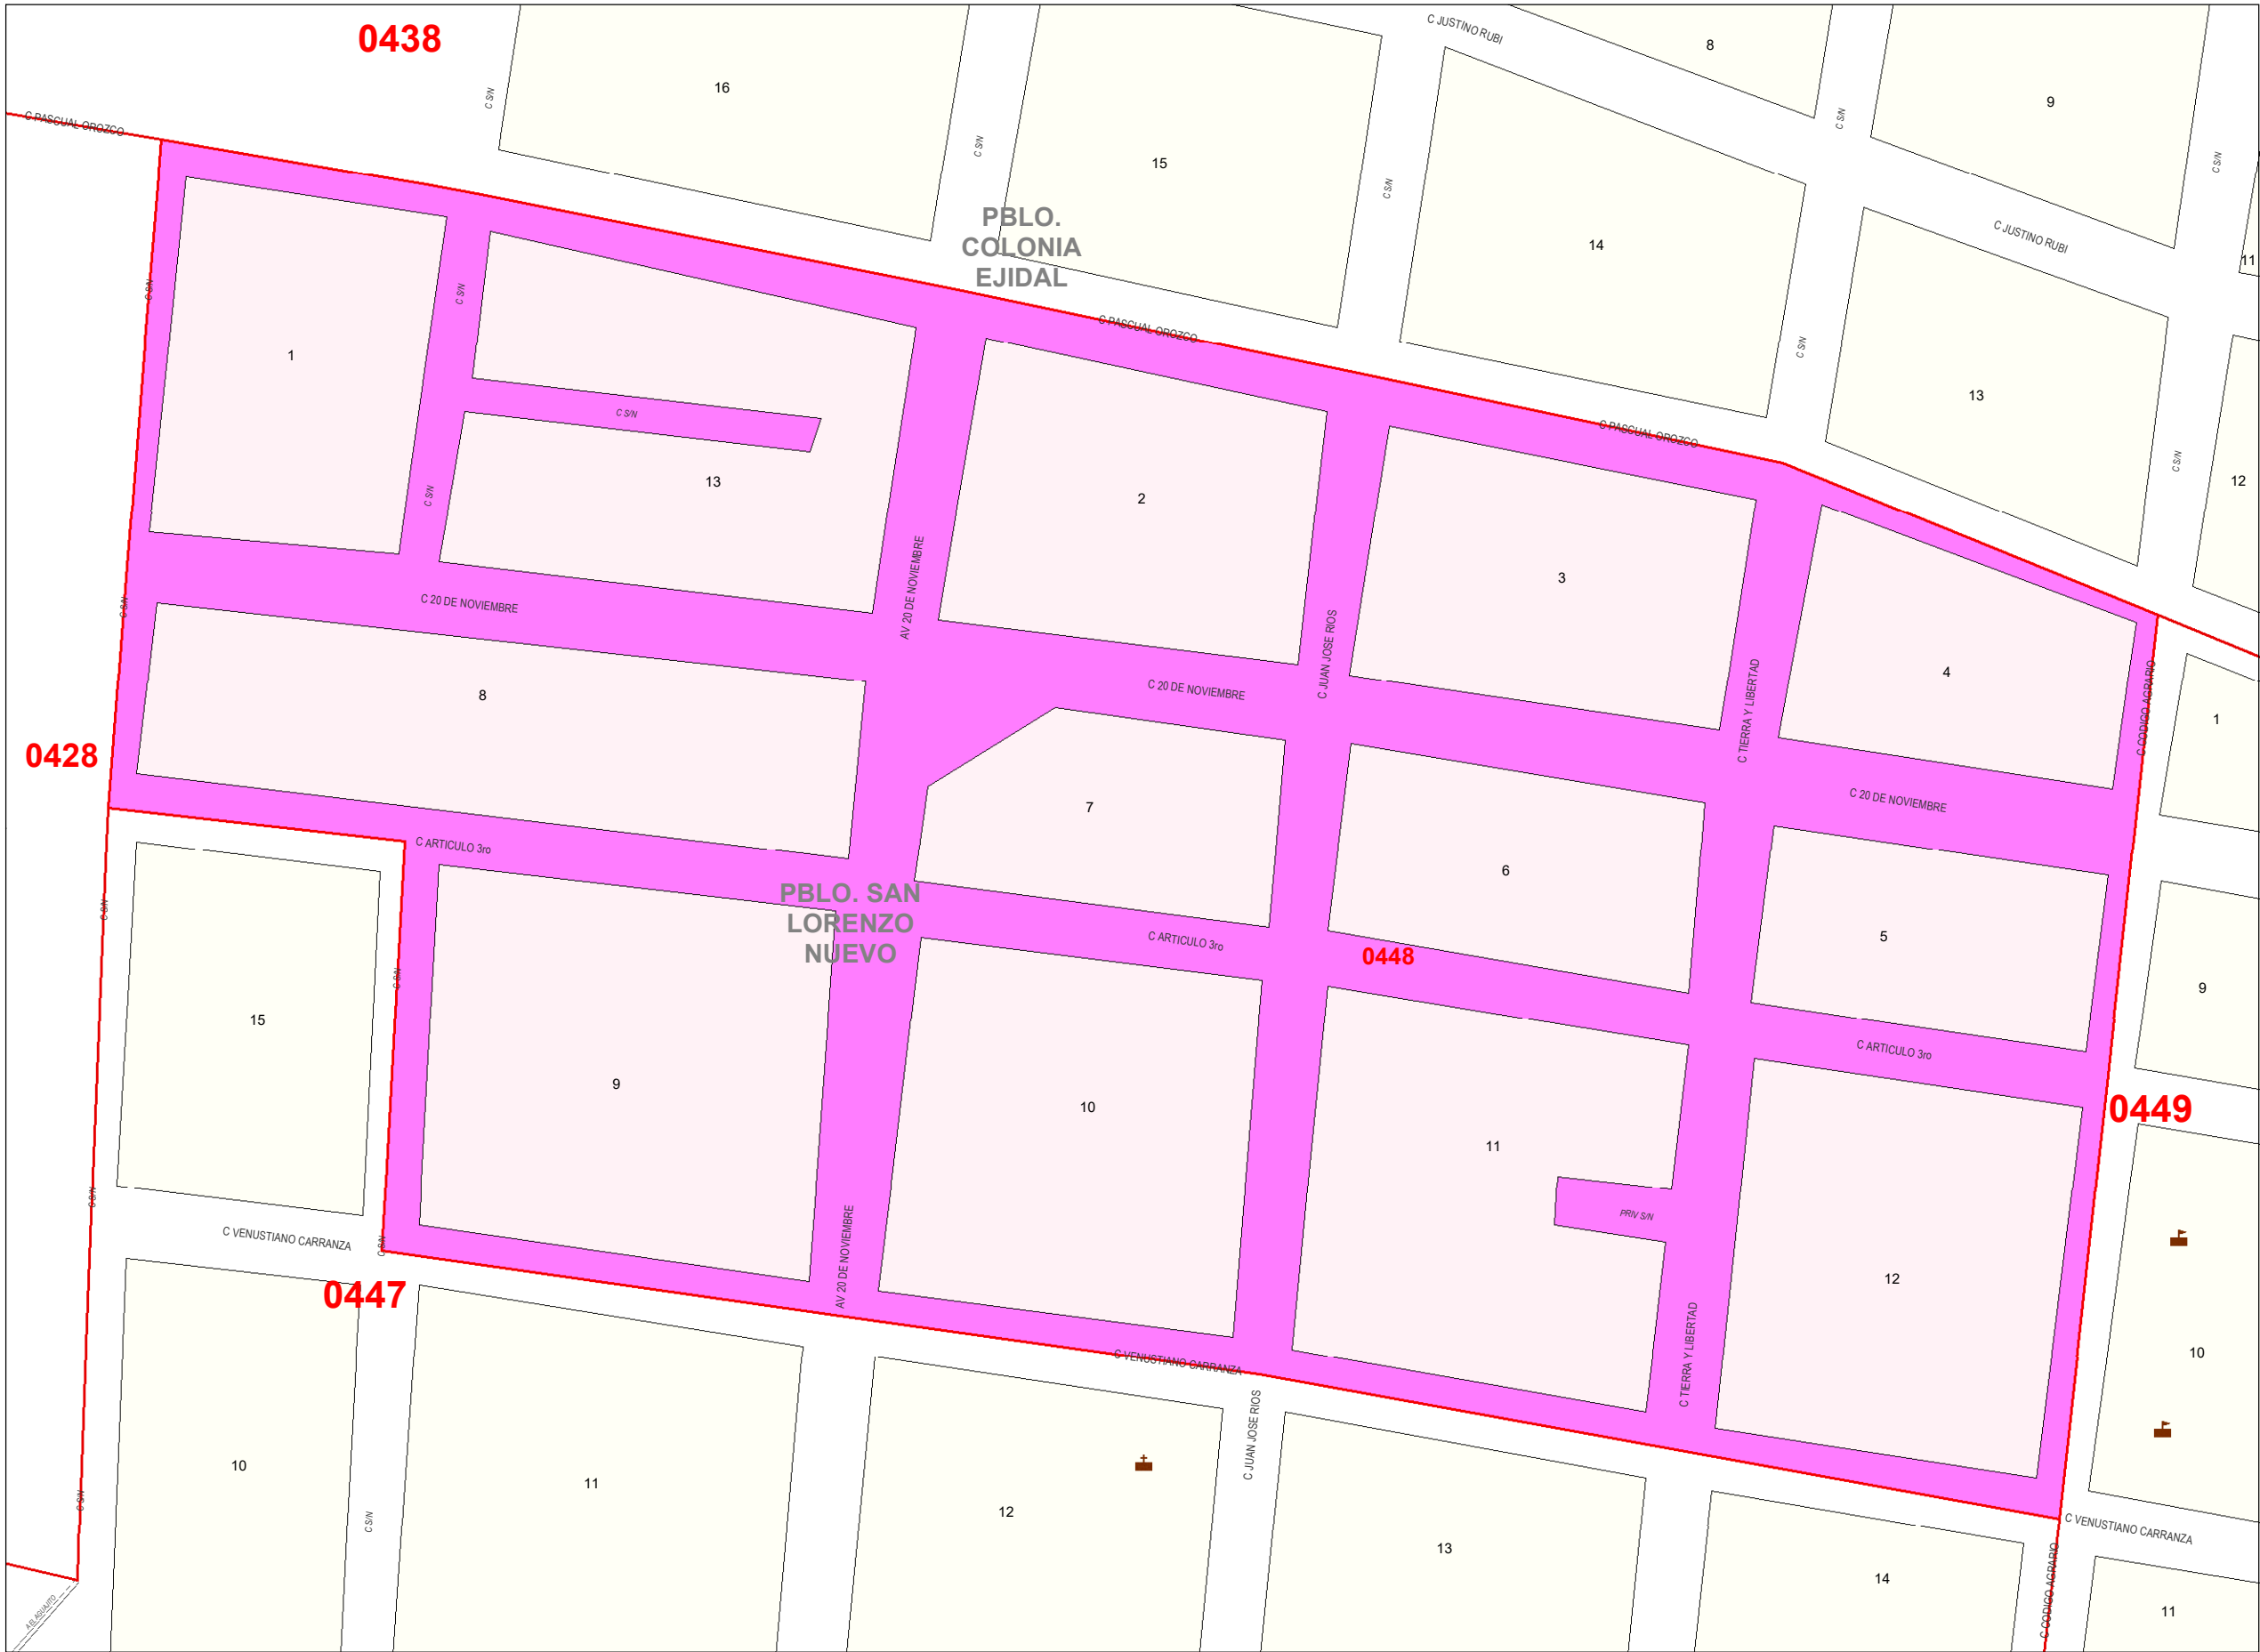 0438
C JUSTINO RUBI
8
16
9
C S/N
C PASCUAL OROZCO
C S/N
C S/N
15
C S/N
C S/N
PBLO.
COLONIA
EJIDAL
14
C JUSTINO RUBI
11
C S/N
C S/N
C PASCUAL OROZCO
1
C S/N
13
C S/N
C PASCUAL OROZCO
C S/N
12
13
C S/N
2
3
AV 20 DE NOVIEMBRE
C 20 DE NOVIEMBRE
C S/N
C JUAN JOSE RIOS
4
8
C 20 DE NOVIEMBRE
C TIERRA Y LIBERTAD
C CODIGO AGRARIO
1
0428
7
C 20 DE NOVIEMBRE
C ARTICULO 3ro
6
PBLO. SAN
LORENZO
NUEVO
C S/N
C ARTICULO 3ro
0448
5
C S/N
9
15
C ARTICULO 3ro
9
10
0449
11
C S/N
PRIV S/N
C VENUSTIANO CARRANZA
C S/N
AV 20 DE NOVIEMBRE
12
0447
C TIERRA Y LIBERTAD
C VENUSTIANO CARRANZA
10
C JUAN JOSE RIOS
10
11
C S/N
12
C S/N
C VENUSTIANO CARRANZA
13
14
C CODIGO AGRARIO
11
A EL AGUAJITO